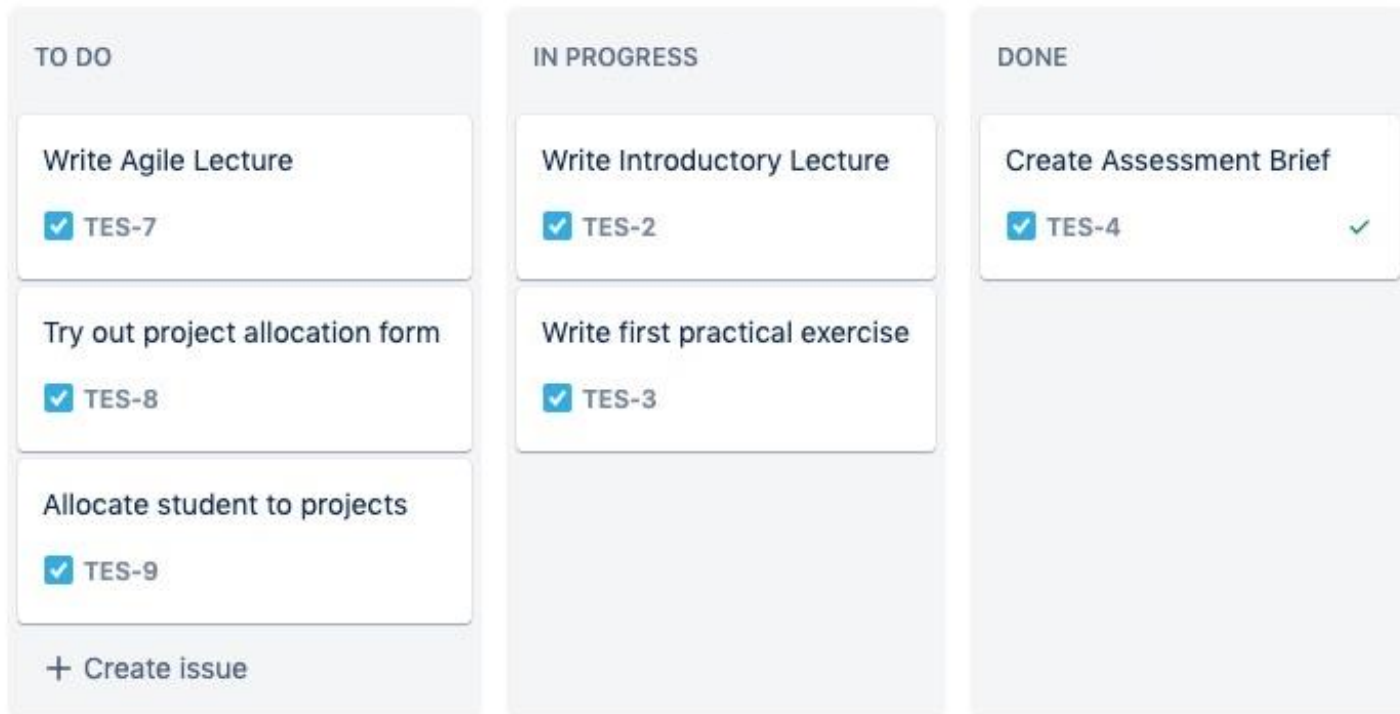 TO DO
Write Agile Lecture
TES-7
Try out project allocation form
TES-8
Allocate student to projects
TES-9
+ Create issue
IN PROGRESS
Write Introductory Lecture
TES-2
Write first practical exercise
TES-3
DONE
Create Assessment Brief
TES-4